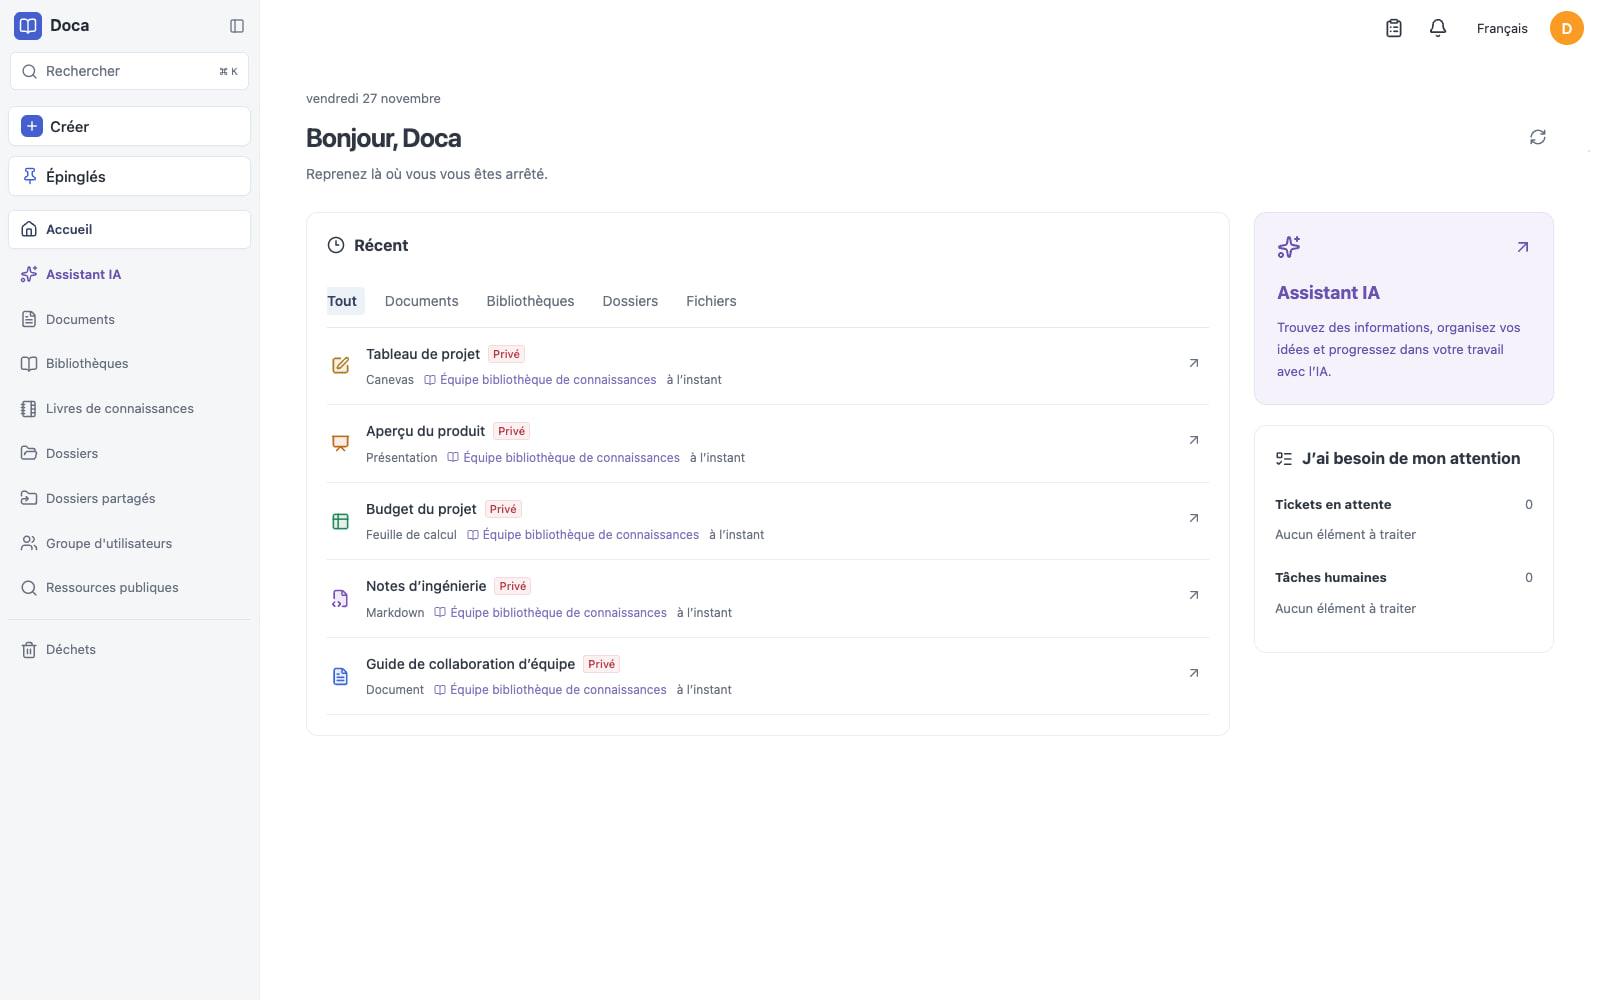 Doca
Rechercher
⌘ K
Créer
Épinglés
Accueil
Assistant IA
Documents
Bibliothèques
Livres de connaissances
Dossiers
Dossiers partagés
Groupe d'utilisateurs
Ressources publiques
Déchets
Français
D
vendredi 27 novembre
Bonjour, Doca
Reprenez là où vous vous êtes arrêté.
Récent
Tout Documents Bibliothèques Dossiers Fichiers
Tableau de projet Privé
Canevas Équipe bibliothèque de connaissances à l’instant
Aperçu du produit Privé
Présentation Équipe bibliothèque de connaissances à l’instant
Budget du projet Privé
Feuille de calcul Équipe bibliothèque de connaissances à l’instant
Notes d’ingénierie Privé
Markdown Équipe bibliothèque de connaissances à l’instant
Guide de collaboration d’équipe Privé
Document Équipe bibliothèque de connaissances à l’instant
Assistant IA
Trouvez des informations, organisez vos
idées et progressez dans votre travail
avec l’IA.
J’ai besoin de mon attention
Tickets en attente 0
Aucun élément à traiter
Tâches humaines 0
Aucun élément à traiter